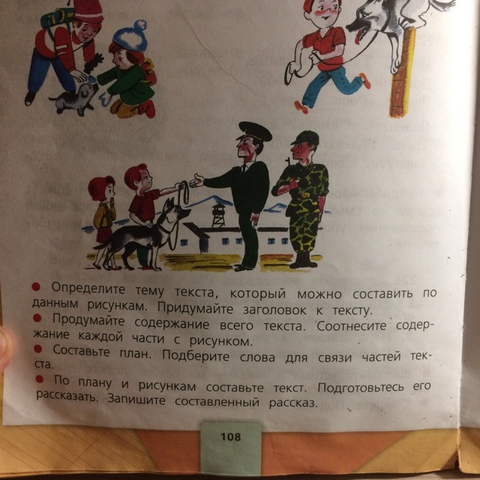 ● Определите тему текста, который можно составить по
данным рисункам. Придумайте заголовок к тексту.
● Продумайте содержание всего текста. Соотнесите содер-
жание каждой части с рисунком.
● Составьте план. Подберите слова для связи частей тек-
ста.
● По плану и рисункам составьте текст. Подготовьтесь его
рассказать. Запишите составленный рассказ.
108